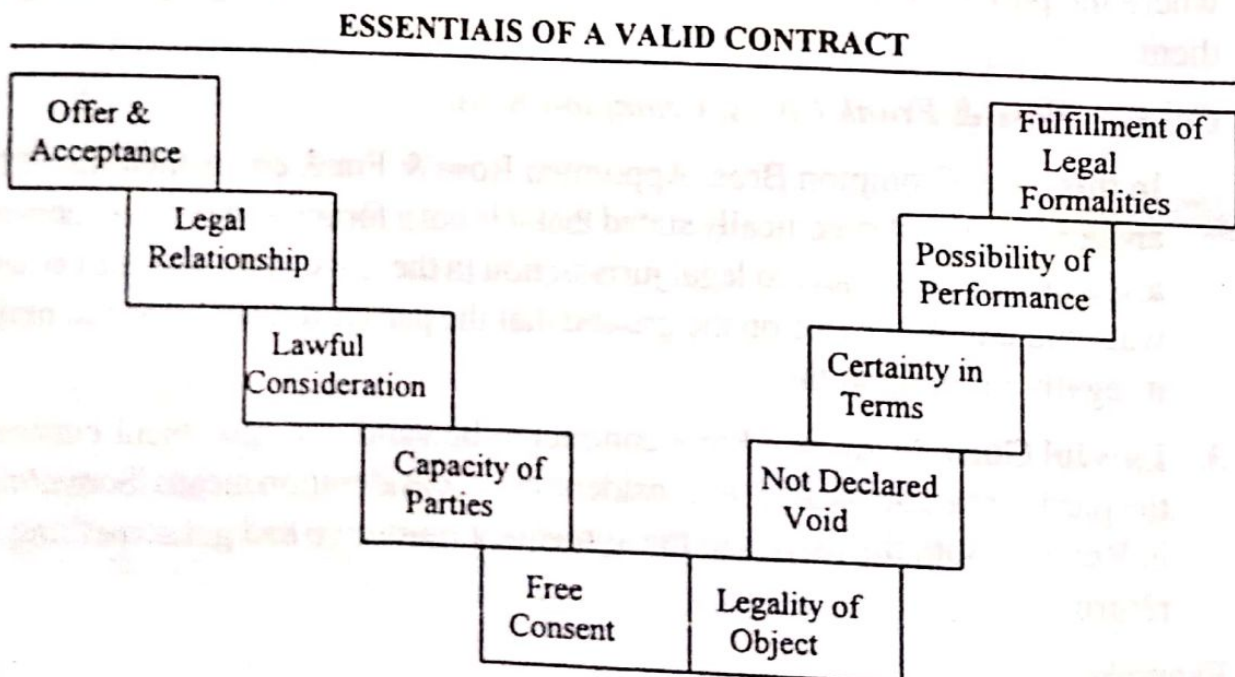 ESSENTIAIS OF A VALID CONTRACT
Offer &
Acceptance
Legal
Relationship
Lawful
Consideration
Capacity of
Parties
Free
Consent
Legality of
Object
Not Declared
Void
Certainty in
Terms
Possibility of
Performance
Fulfillment of
Legal
Formalities